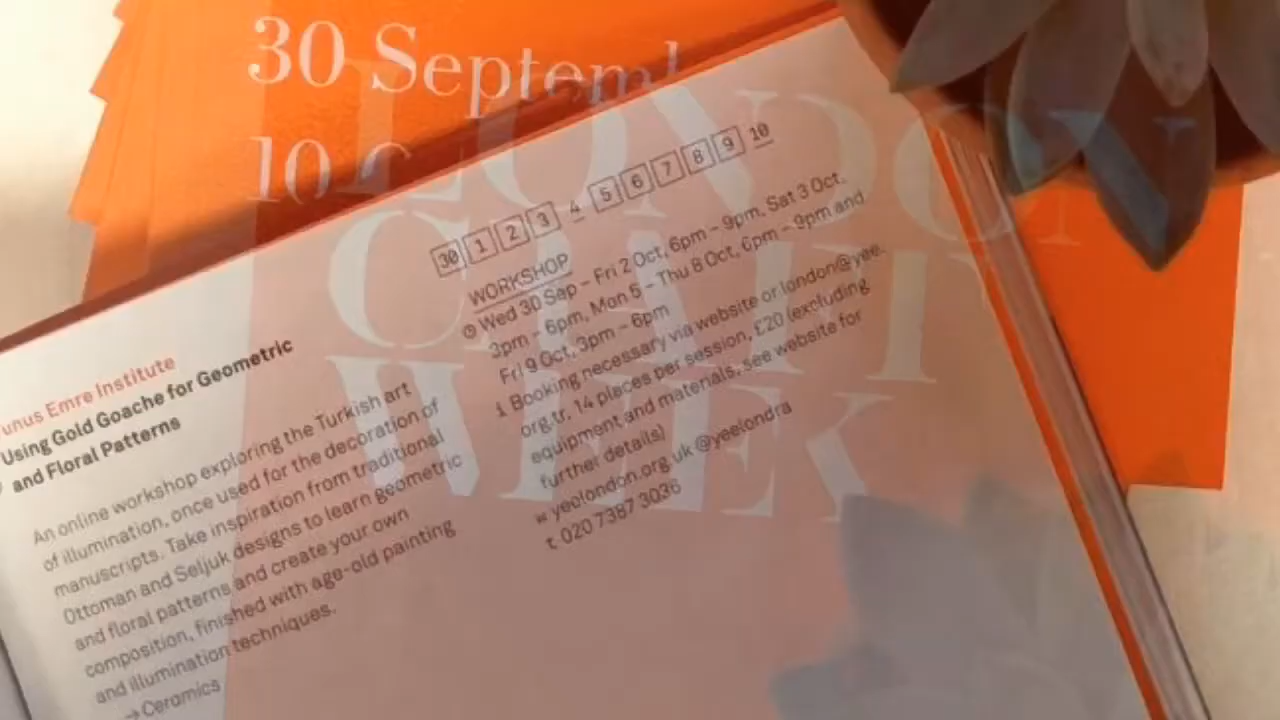 30 Septemb
10
LONDON
CRAFT
WEEK
30 1 2 3 4 5 6 7 8 9 10
WORKSHOP
Wed 30 Sep – Fri 2 Oct, 6pm – 9pm, Sat 3 Oct,
3pm – 6pm, Mon 5 – Thu 8 Oct, 6pm – 9pm and
Fri 9 Oct, 3pm – 6pm
i Booking necessary via website or london@yee.
org.tr. 14 places per session, £20 (excluding
equipment and materials, see website for
further details)
w yeelondon.org.uk @yeelondra
t 020 7387 3036
unus Emre Institute
Using Gold Goache for Geometric
and Floral Patterns
An online workshop exploring the Turkish art
of illumination, once used for the decoration of
manuscripts. Take inspiration from traditional
Ottoman and Seljuk designs to learn geometric
and floral patterns and create your own
composition, finished with age-old painting
and illumination techniques.
→ Ceramics